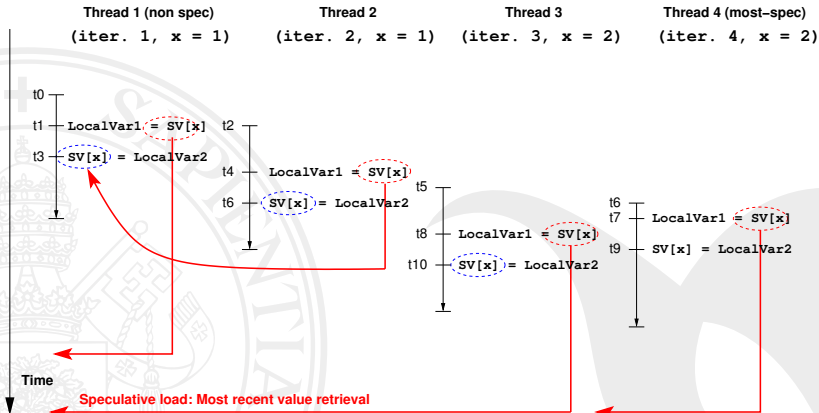 Thread 1 (non spec) Thread 2 Thread 3 Thread 4 (most−spec)
(iter. 1, x = 1) (iter. 2, x = 1) (iter. 3, x = 2) (iter. 4, x = 2)
t0
t1 LocalVar1 = SV[x] t2
t3 SV[x] = LocalVar2
t4 LocalVar1 = SV[x]
t5
t6 SV[x] = LocalVar2 t6
t7 LocalVar1 = SV[x]
t8 LocalVar1 = SV[x]
t9 SV[x] = LocalVar2
t10 SV[x] = LocalVar2
Time
Speculative load: Most recent value retrieval
SAPIENTIA